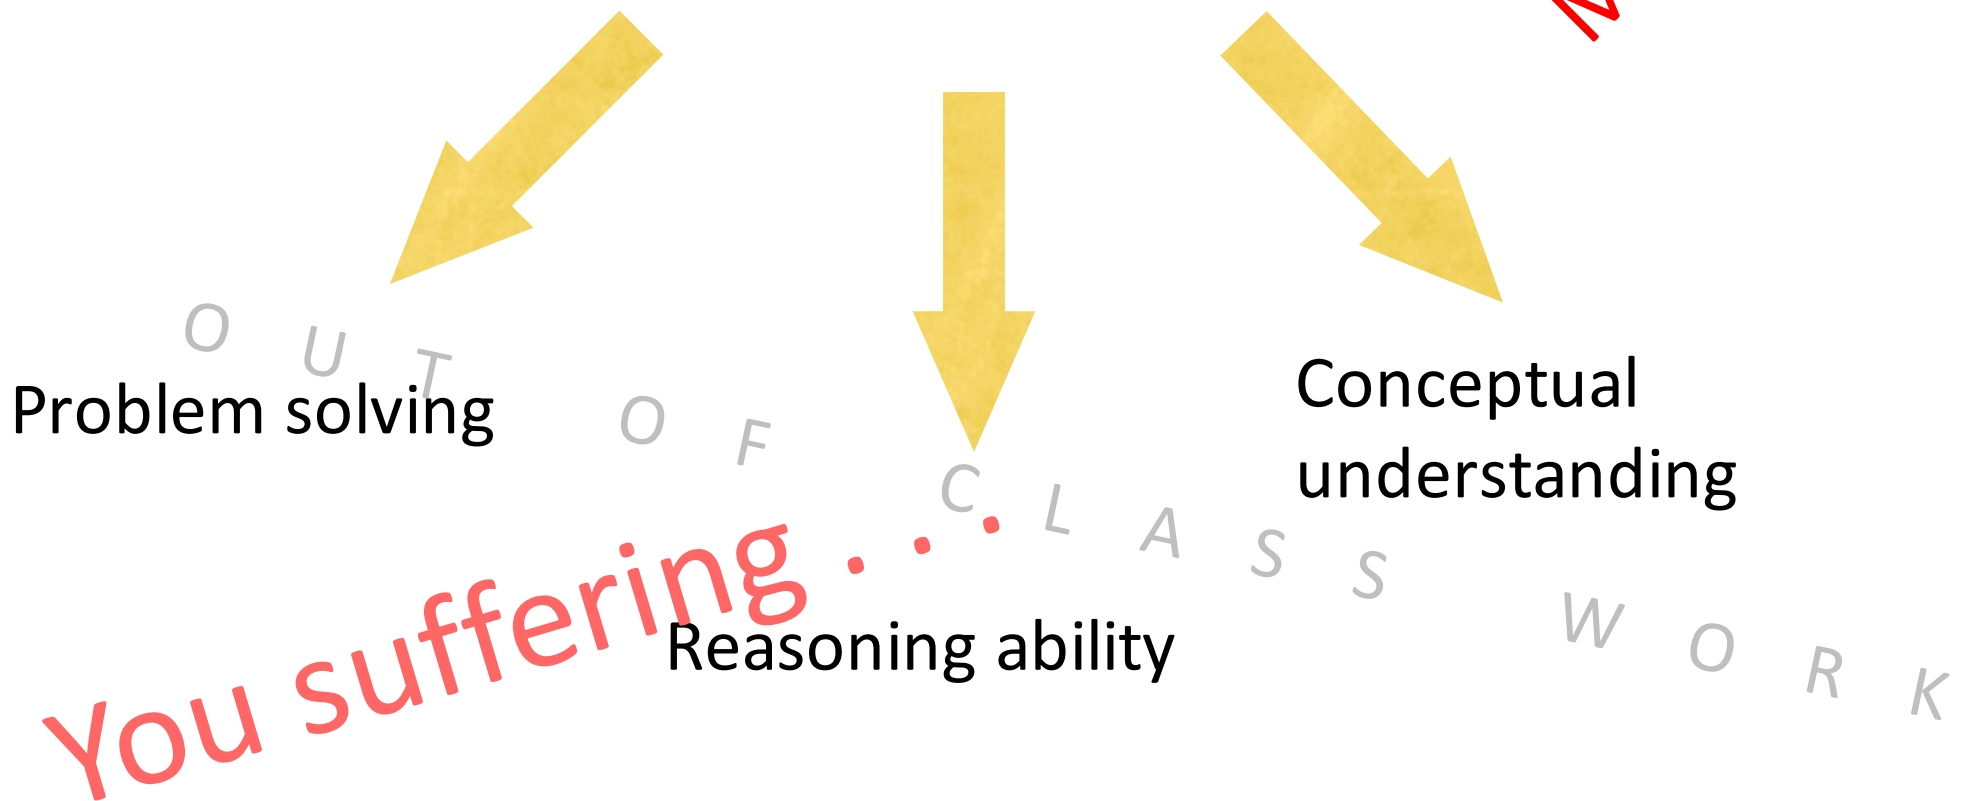 OUT OF CLASS WORK
Problem solving
Conceptual
understanding
You suffering . . .
Reasoning ability